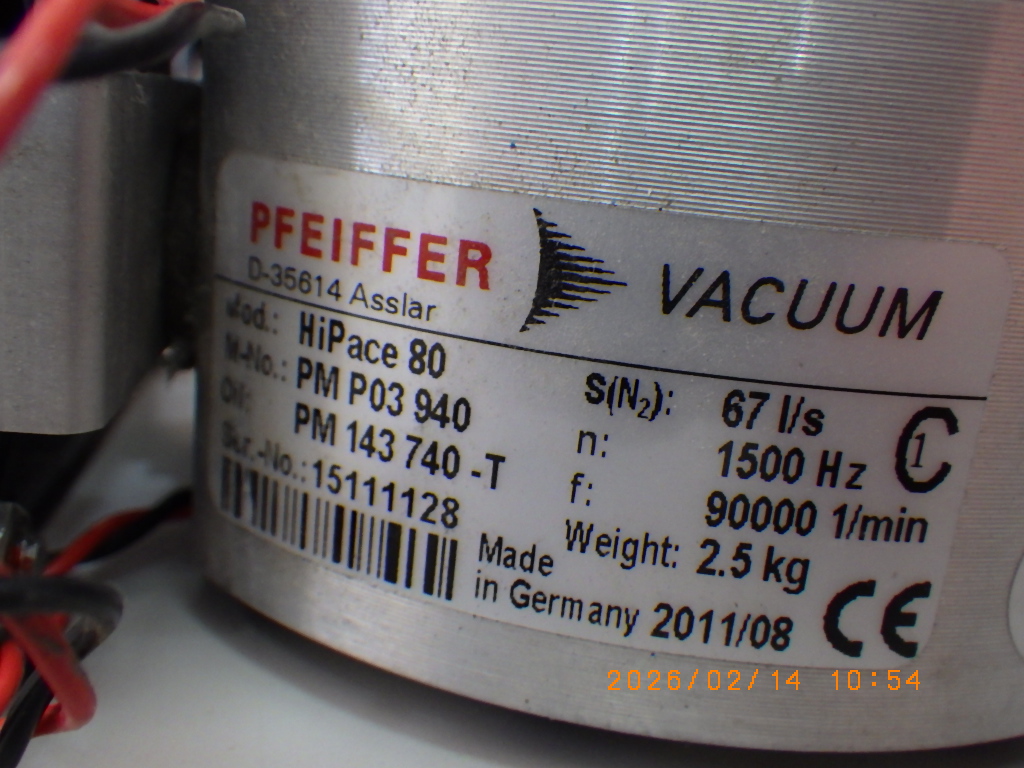 PFEIFFER VACUUM
D-35614 Asslar
Mod.: HiPace 80
M-No.: PM P03 940
Oil: PM 143 740 -T
Ser.-No.: 15111128
S(N₂): 67 l/s
n: 1500 Hz
f: 90000 1/min
Weight: 2.5 kg
C 1
Made
in Germany 2011/08
CE
2026/02/14 10:54